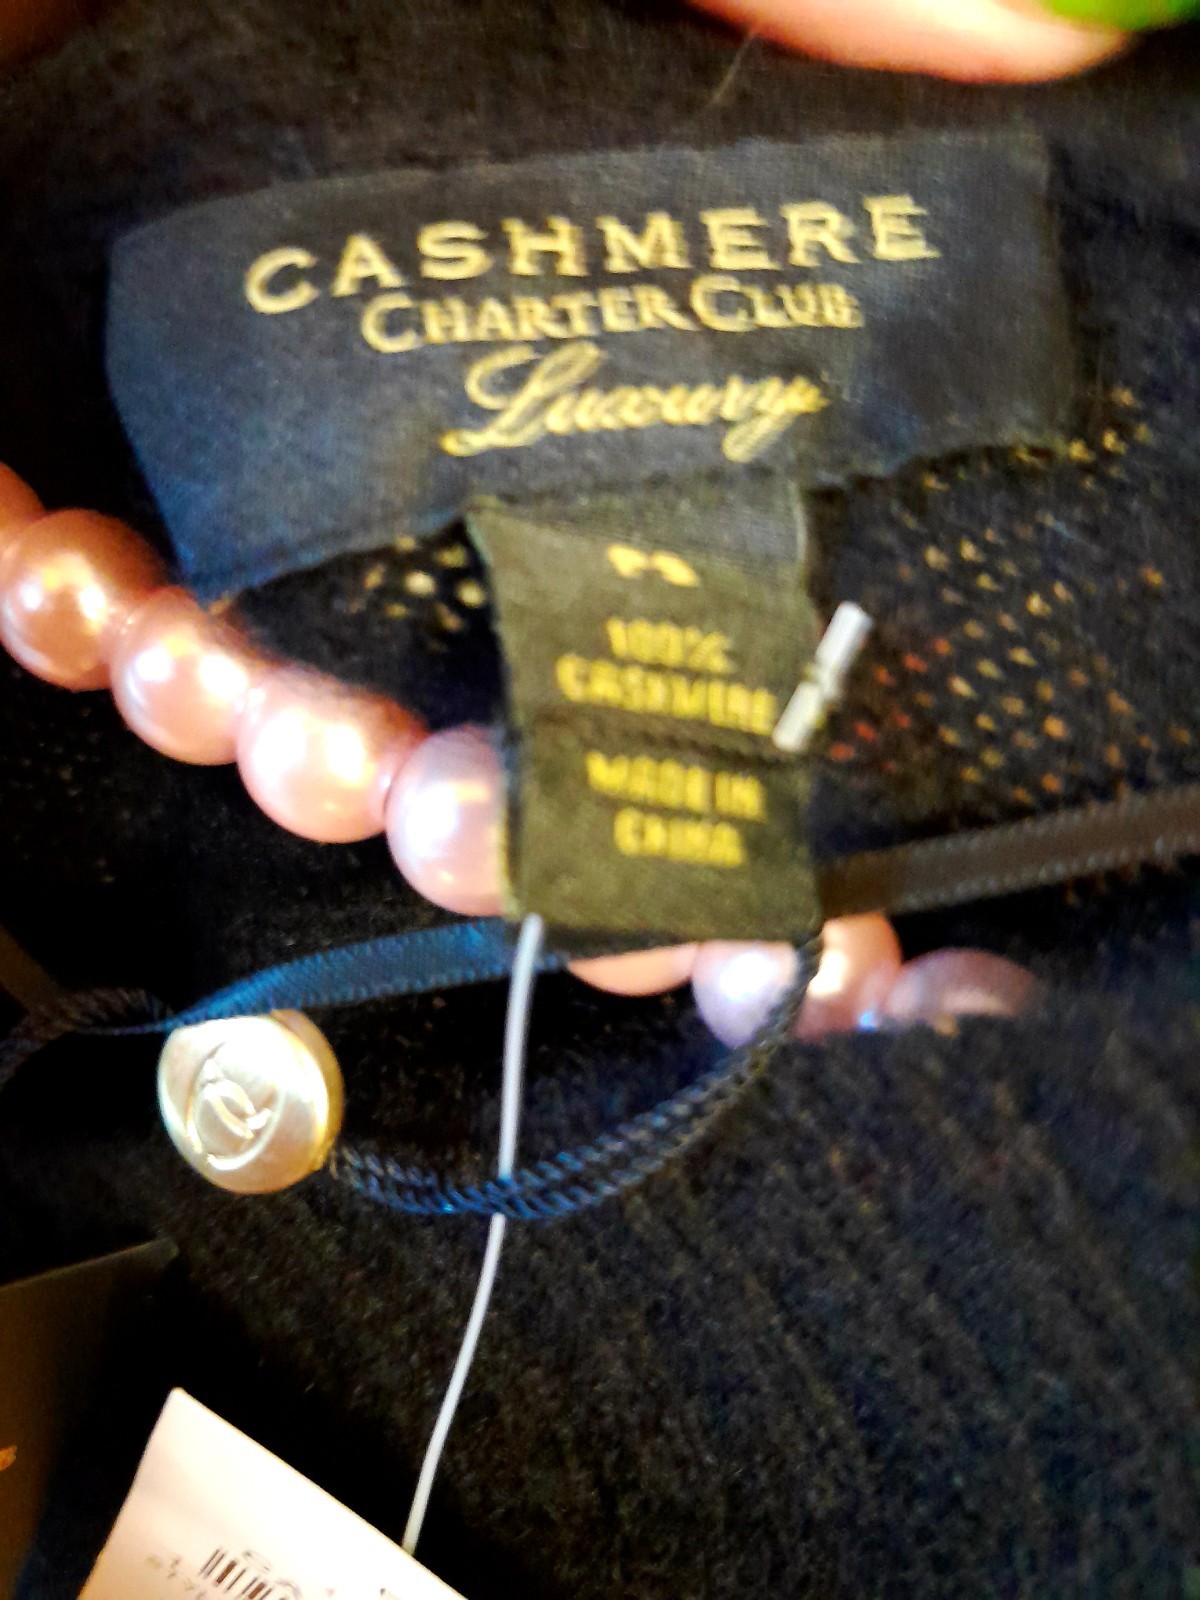 CASHMERE
CHARTER CLUB
Luxury
100%
CASHMERE
MADE IN
CHINA